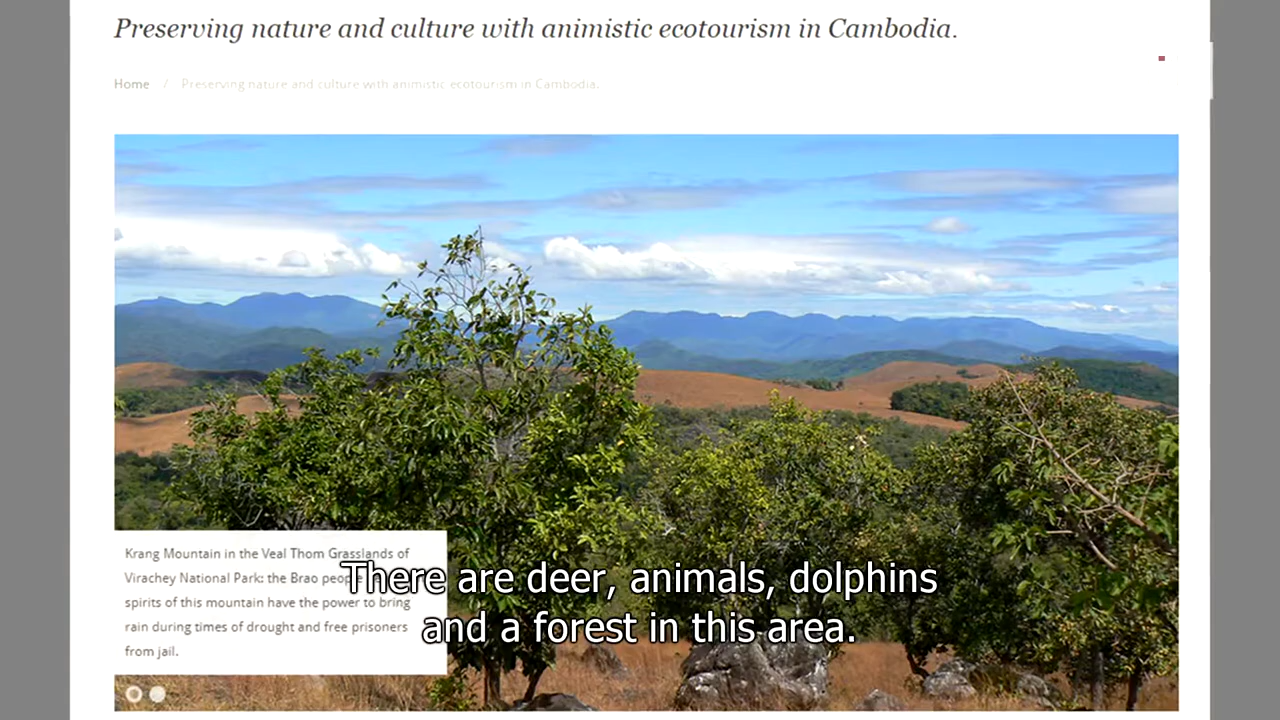 Preserving nature and culture with animistic ecotourism in Cambodia.
Home / Preserving nature and culture with animistic ecotourism in Cambodia.
Krang Mountain in the Veal Thom Grasslands of
Virachey National Park: the Brao people
spirits of this mountain have the power to bring
rain during times of drought and free prisoners
from jail.
There are deer, animals, dolphins
and a forest in this area.